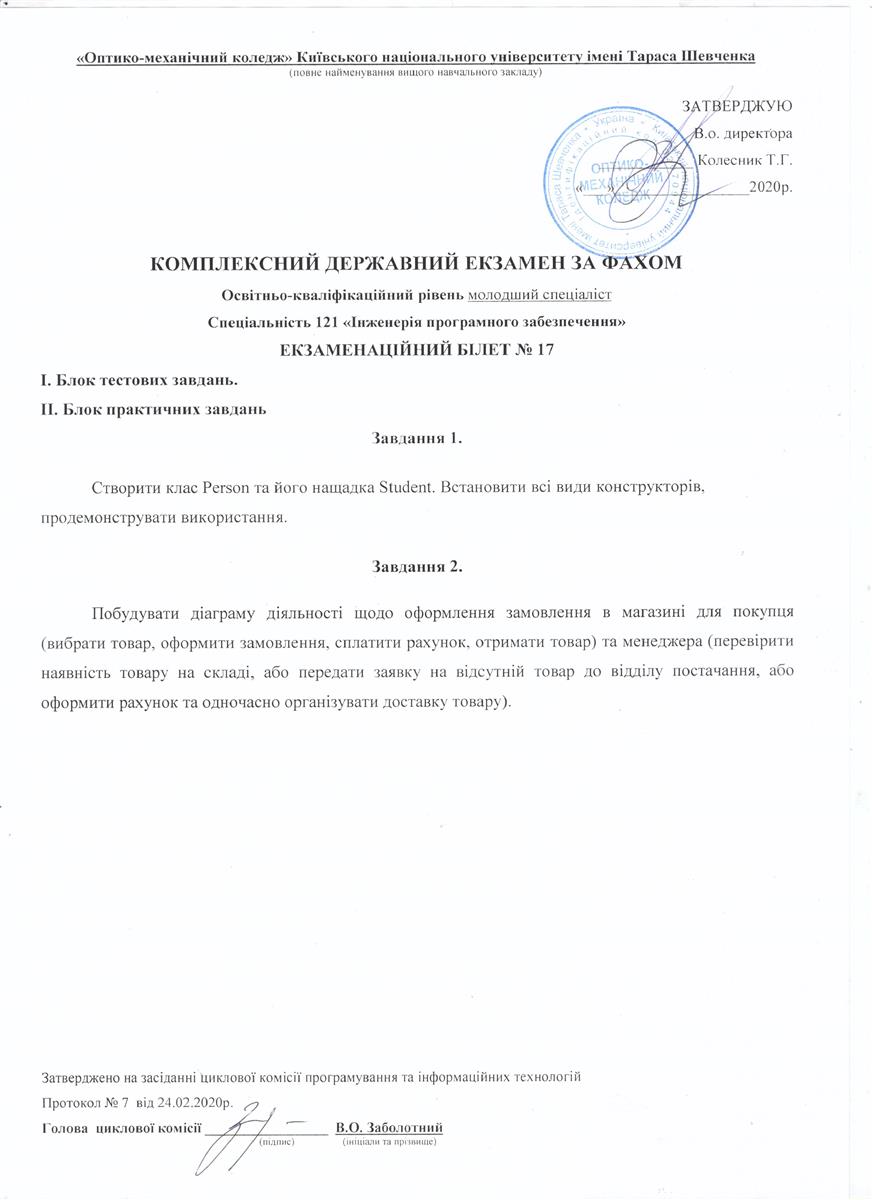 «Оптико-механічний коледж» Київського національного університету імені Тараса Шевченка
(повне найменування вищого навчального закладу)
ЗАТВЕРДЖУЮ
В.о. директора
Колесник Т.Г.
«___»____________________2020р.
ОПТИКО-
МЕХАНІЧНИЙ
КОЛЕДЖ
КОМПЛЕКСНИЙ ДЕРЖАВНИЙ ЕКЗАМЕН ЗА ФАХОМ
Освітньо-кваліфікаційний рівень молодший спеціаліст
Спеціальність 121 «Інженерія програмного забезпечення»
ЕКЗАМЕНАЦІЙНИЙ БІЛЕТ № 17
І. Блок тестових завдань.
ІІ. Блок практичних завдань
Завдання 1.
Створити клас Person та його нащадка Student. Встановити всі види конструкторів,
продемонструвати використання.
Завдання 2.
Побудувати діаграму діяльності щодо оформлення замовлення в магазині для покупця
(вибрати товар, оформити замовлення, сплатити рахунок, отримати товар) та менеджера (перевірити
наявність товару на складі, або передати заявку на відсутній товар до відділу постачання, або
оформити рахунок та одночасно організувати доставку товару).
Затверджено на засіданні циклової комісії програмування та інформаційних технологій
Протокол № 7 від 24.02.2020р.
Голова циклової комісії __________________ В.О. Заболотний
(підпис) (ініціали та прізвище)